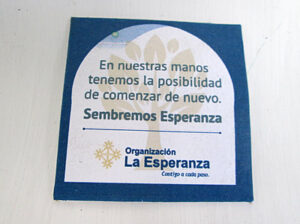 En nuestras manos
tenemos la posibilidad
de comenzar de nuevo.
Sembremos Esperanza
Organización
La Esperanza
Contigo a cada paso.